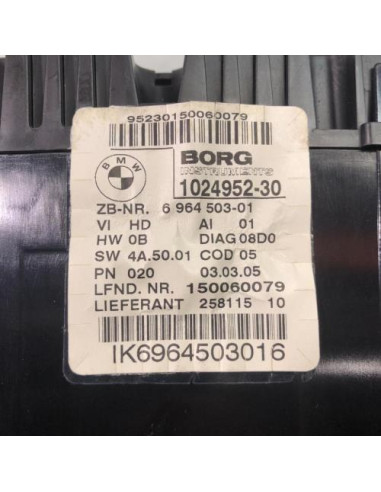 95230150060079
BMW
BORG
INSTRUMENTS
1024952-30
ZB-NR. 6 964 503-01
VI HD AI 01
HW 0B DIAG 08D0
SW 4A.50.01 COD 05
PN 020 03.03.05
LFND. NR. 150060079
LIEFERANT 258115 10
IK6964503016